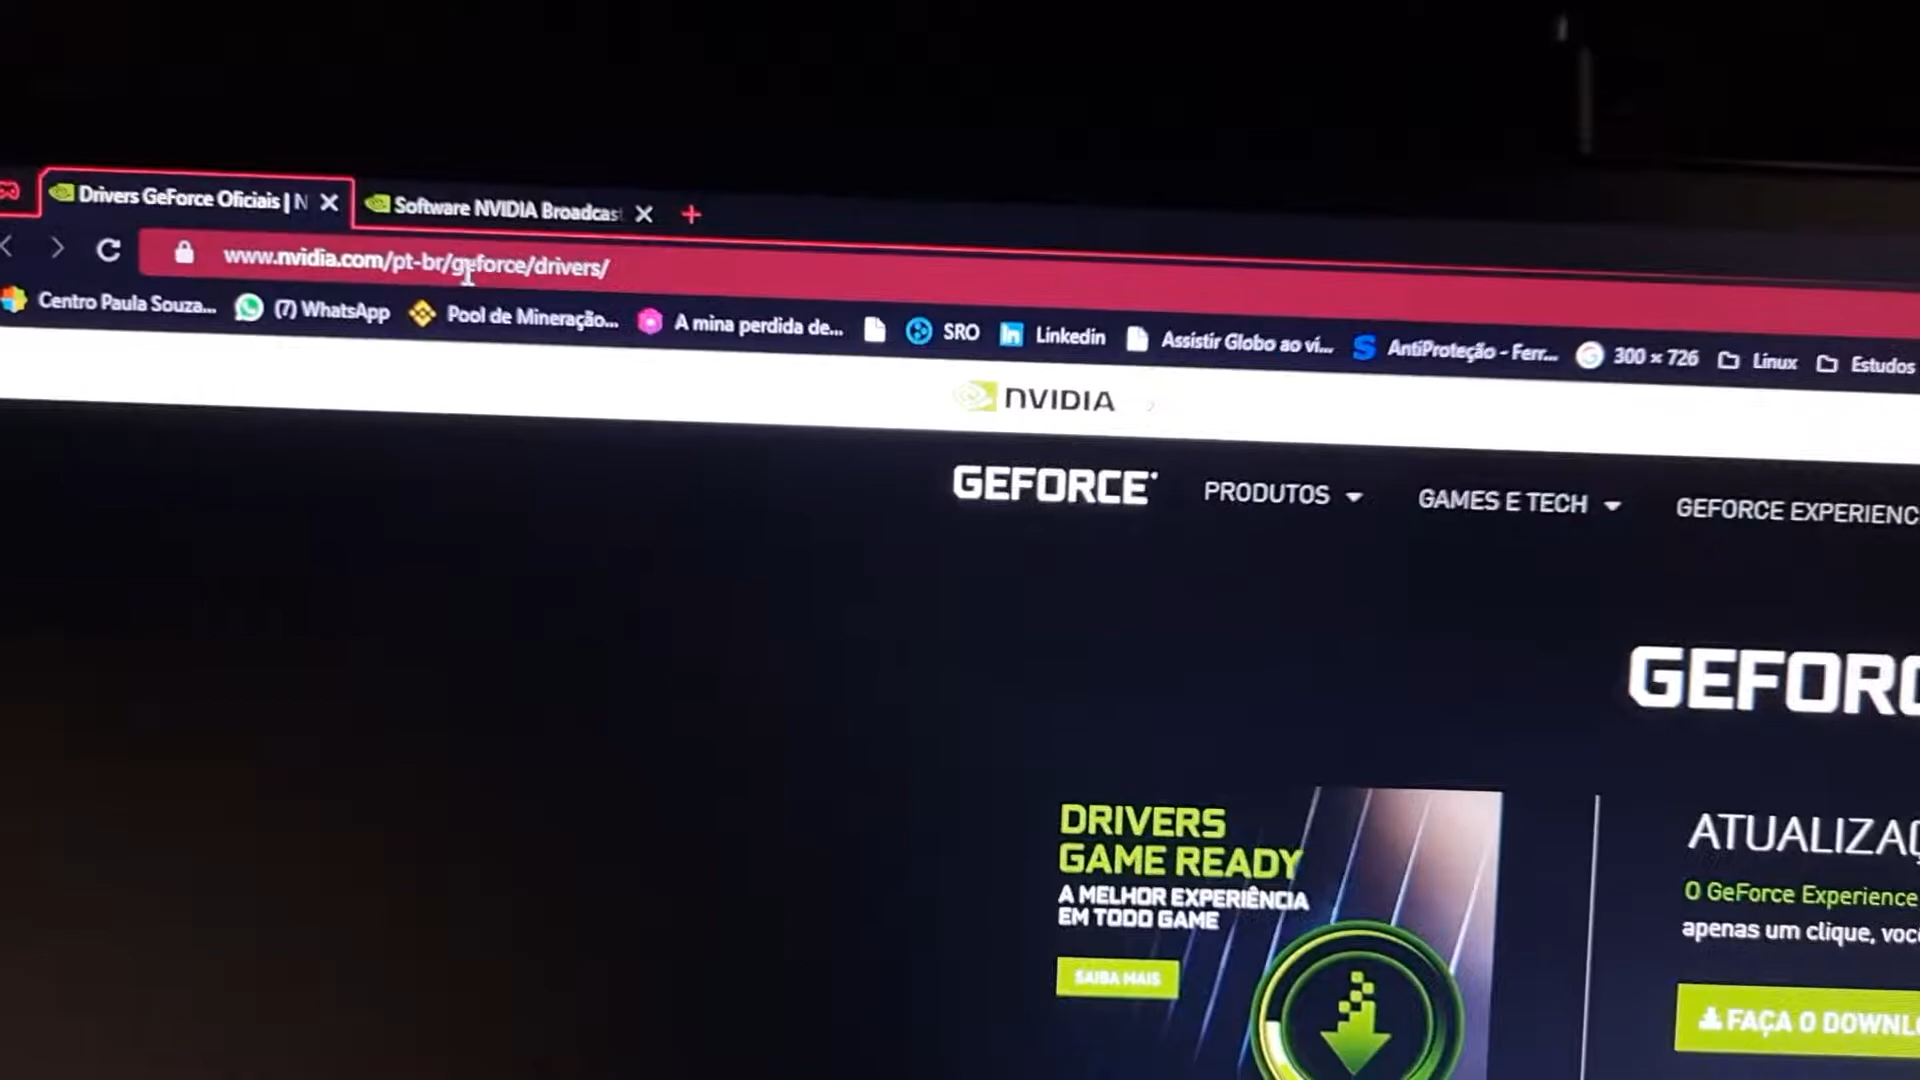 Drivers GeForce Oficiais | N
Software NVIDIA Broadcast
www.nvidia.com/pt-br/geforce/drivers/
Centro Paula Souza...
(7) WhatsApp
Pool de Mineração...
A mina perdida de...
SRO
Linkedin
Assistir Globo ao ví...
AntiProteção - Ferr...
300 × 726
Linux
Estudos
NVIDIA
GEFORCE
PRODUTOS
GAMES E TECH
GEFORCE EXPERIENC
GEFORC
DRIVERS
GAME READY
A MELHOR EXPERIÊNCIA
EM TODO GAME
SAIBA MAIS
ATUALIZAÇ
O GeForce Experience
apenas um clique, você
FAÇA O DOWNLO